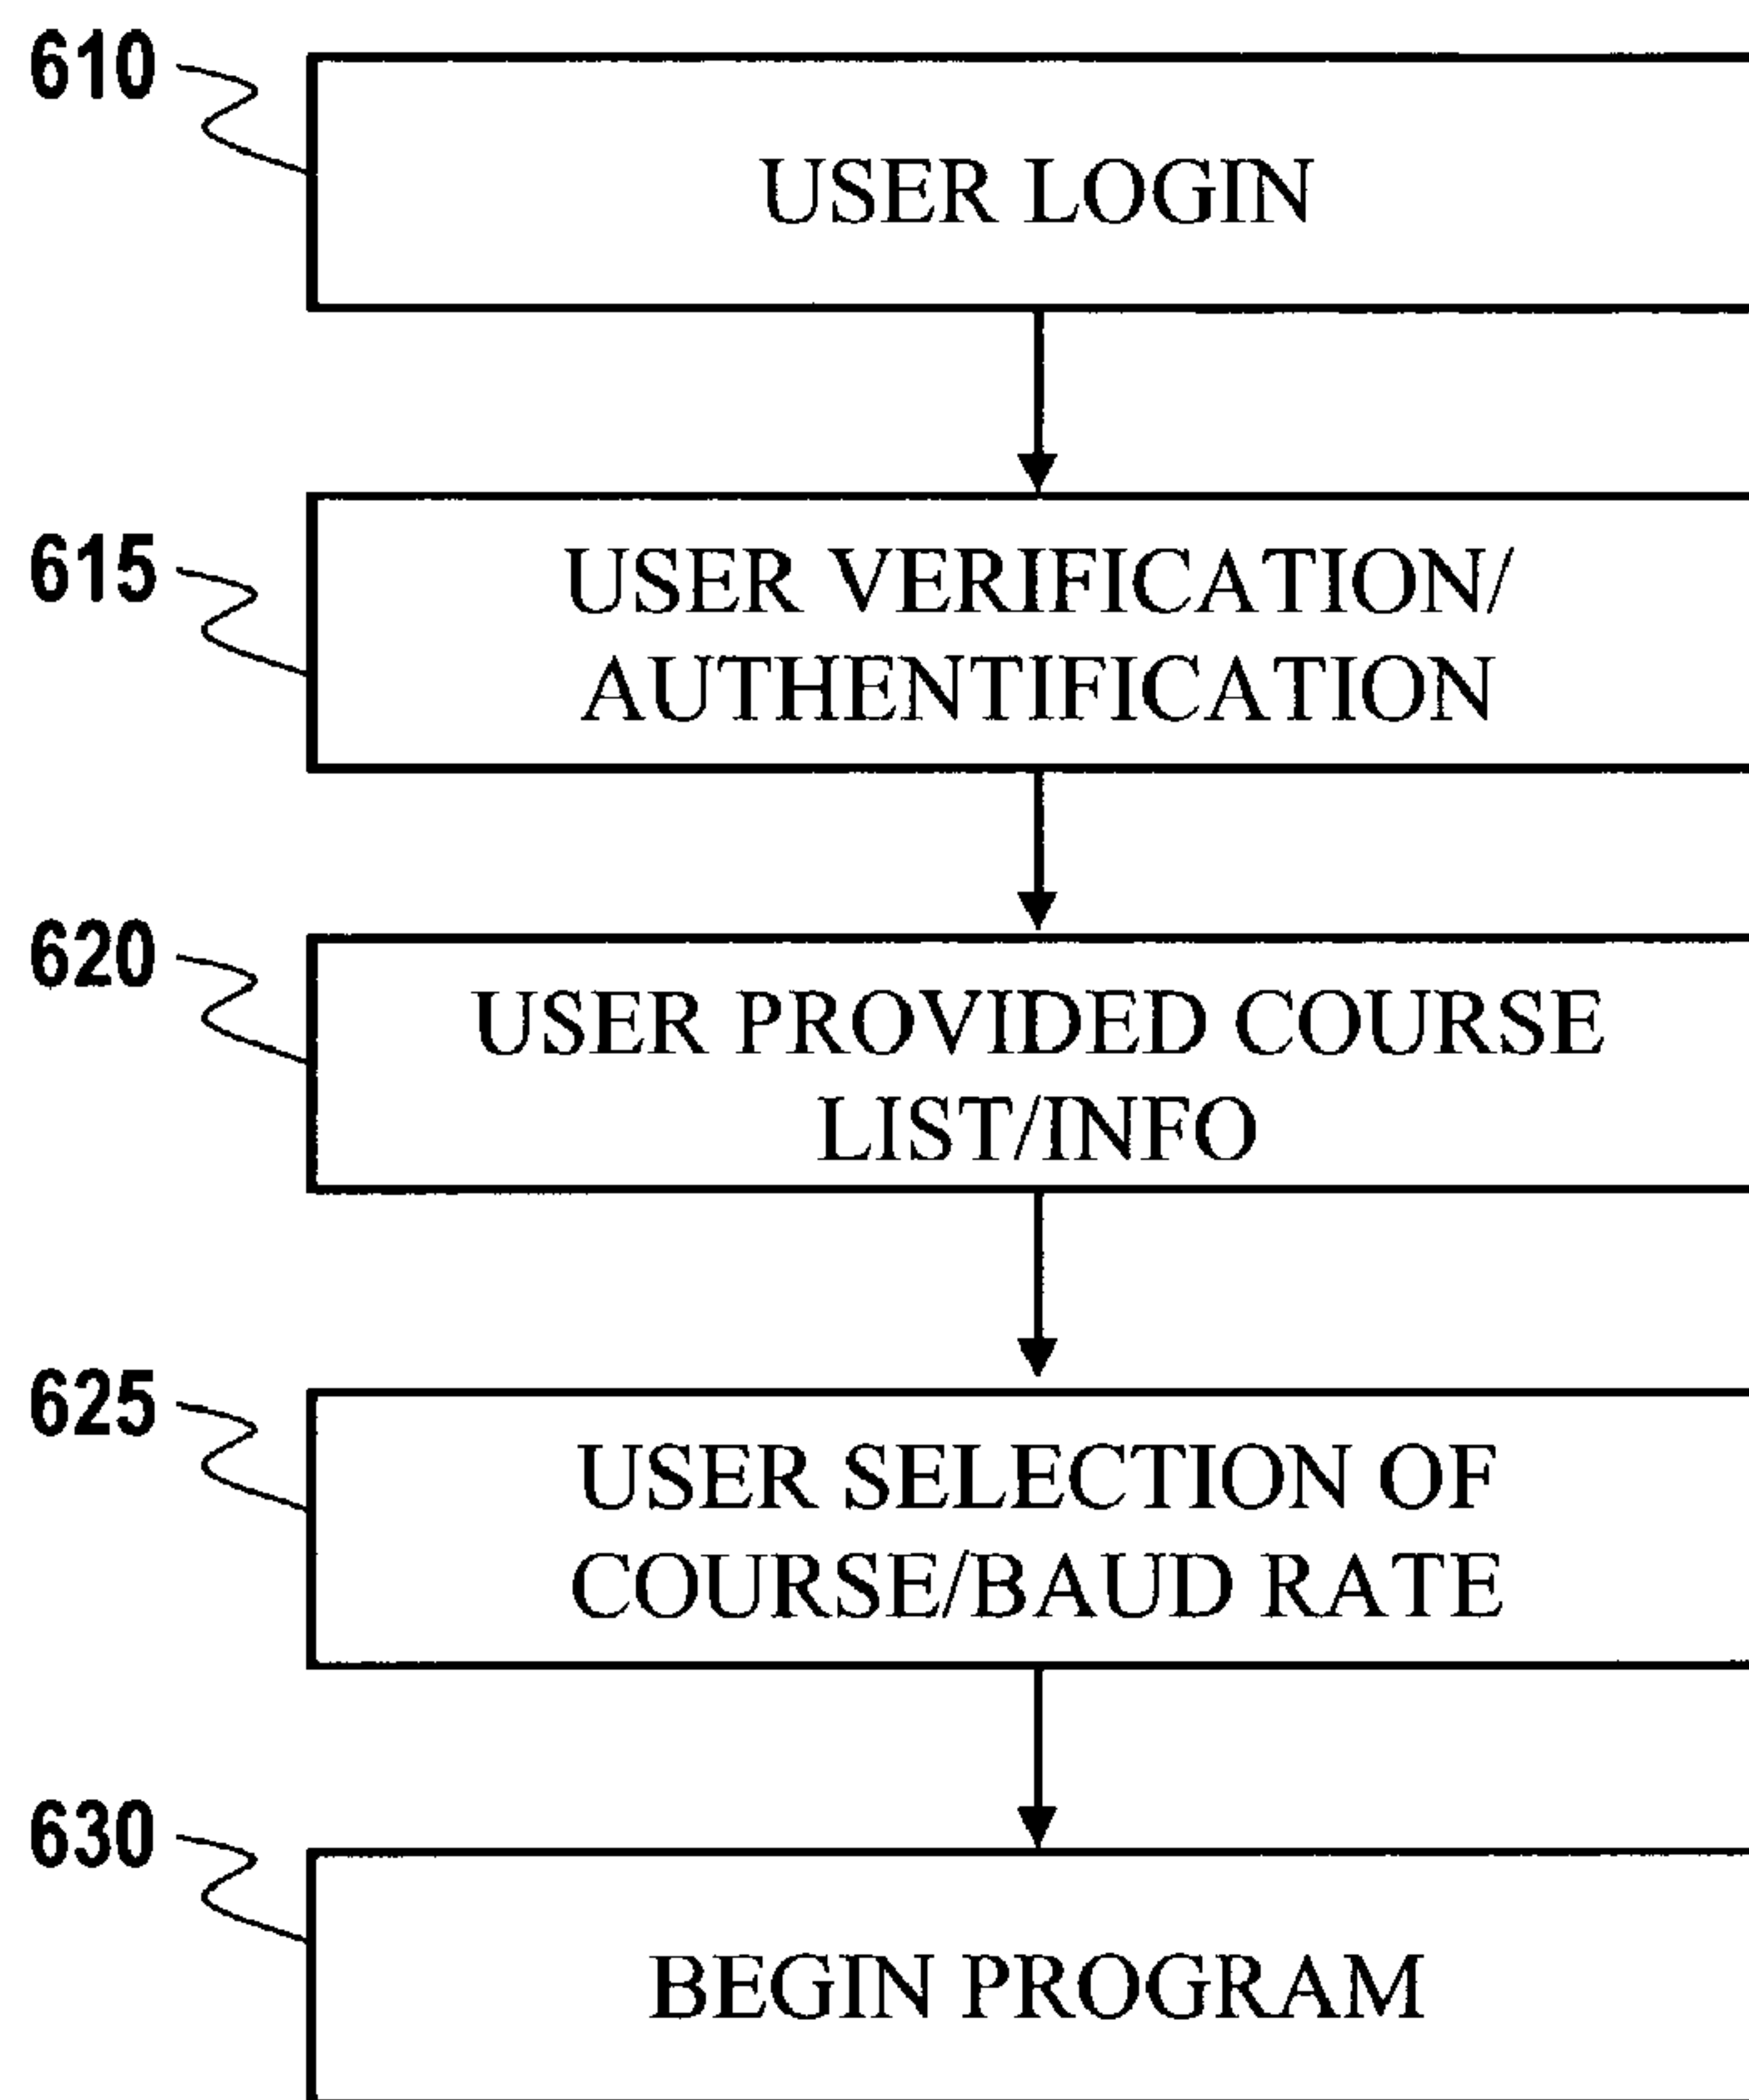 610
USER LOGIN
615
USER VERIFICATION/
AUTHENTIFICATION
620
USER PROVIDED COURSE
LIST/INFO
625
USER SELECTION OF
COURSE/BAUD RATE
630
BEGIN PROGRAM